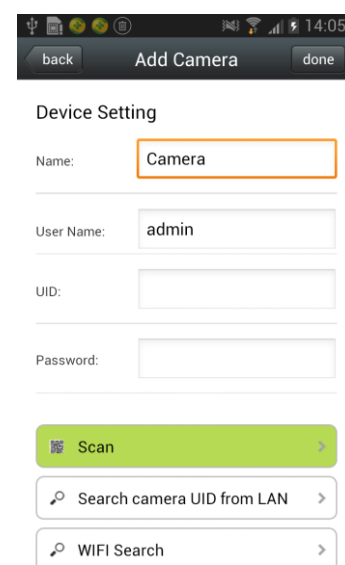 14:05
back Add Camera done
Device Setting
Name: Camera
User Name: admin
UID:
Password:
Scan
Search camera UID from LAN
WIFI Search